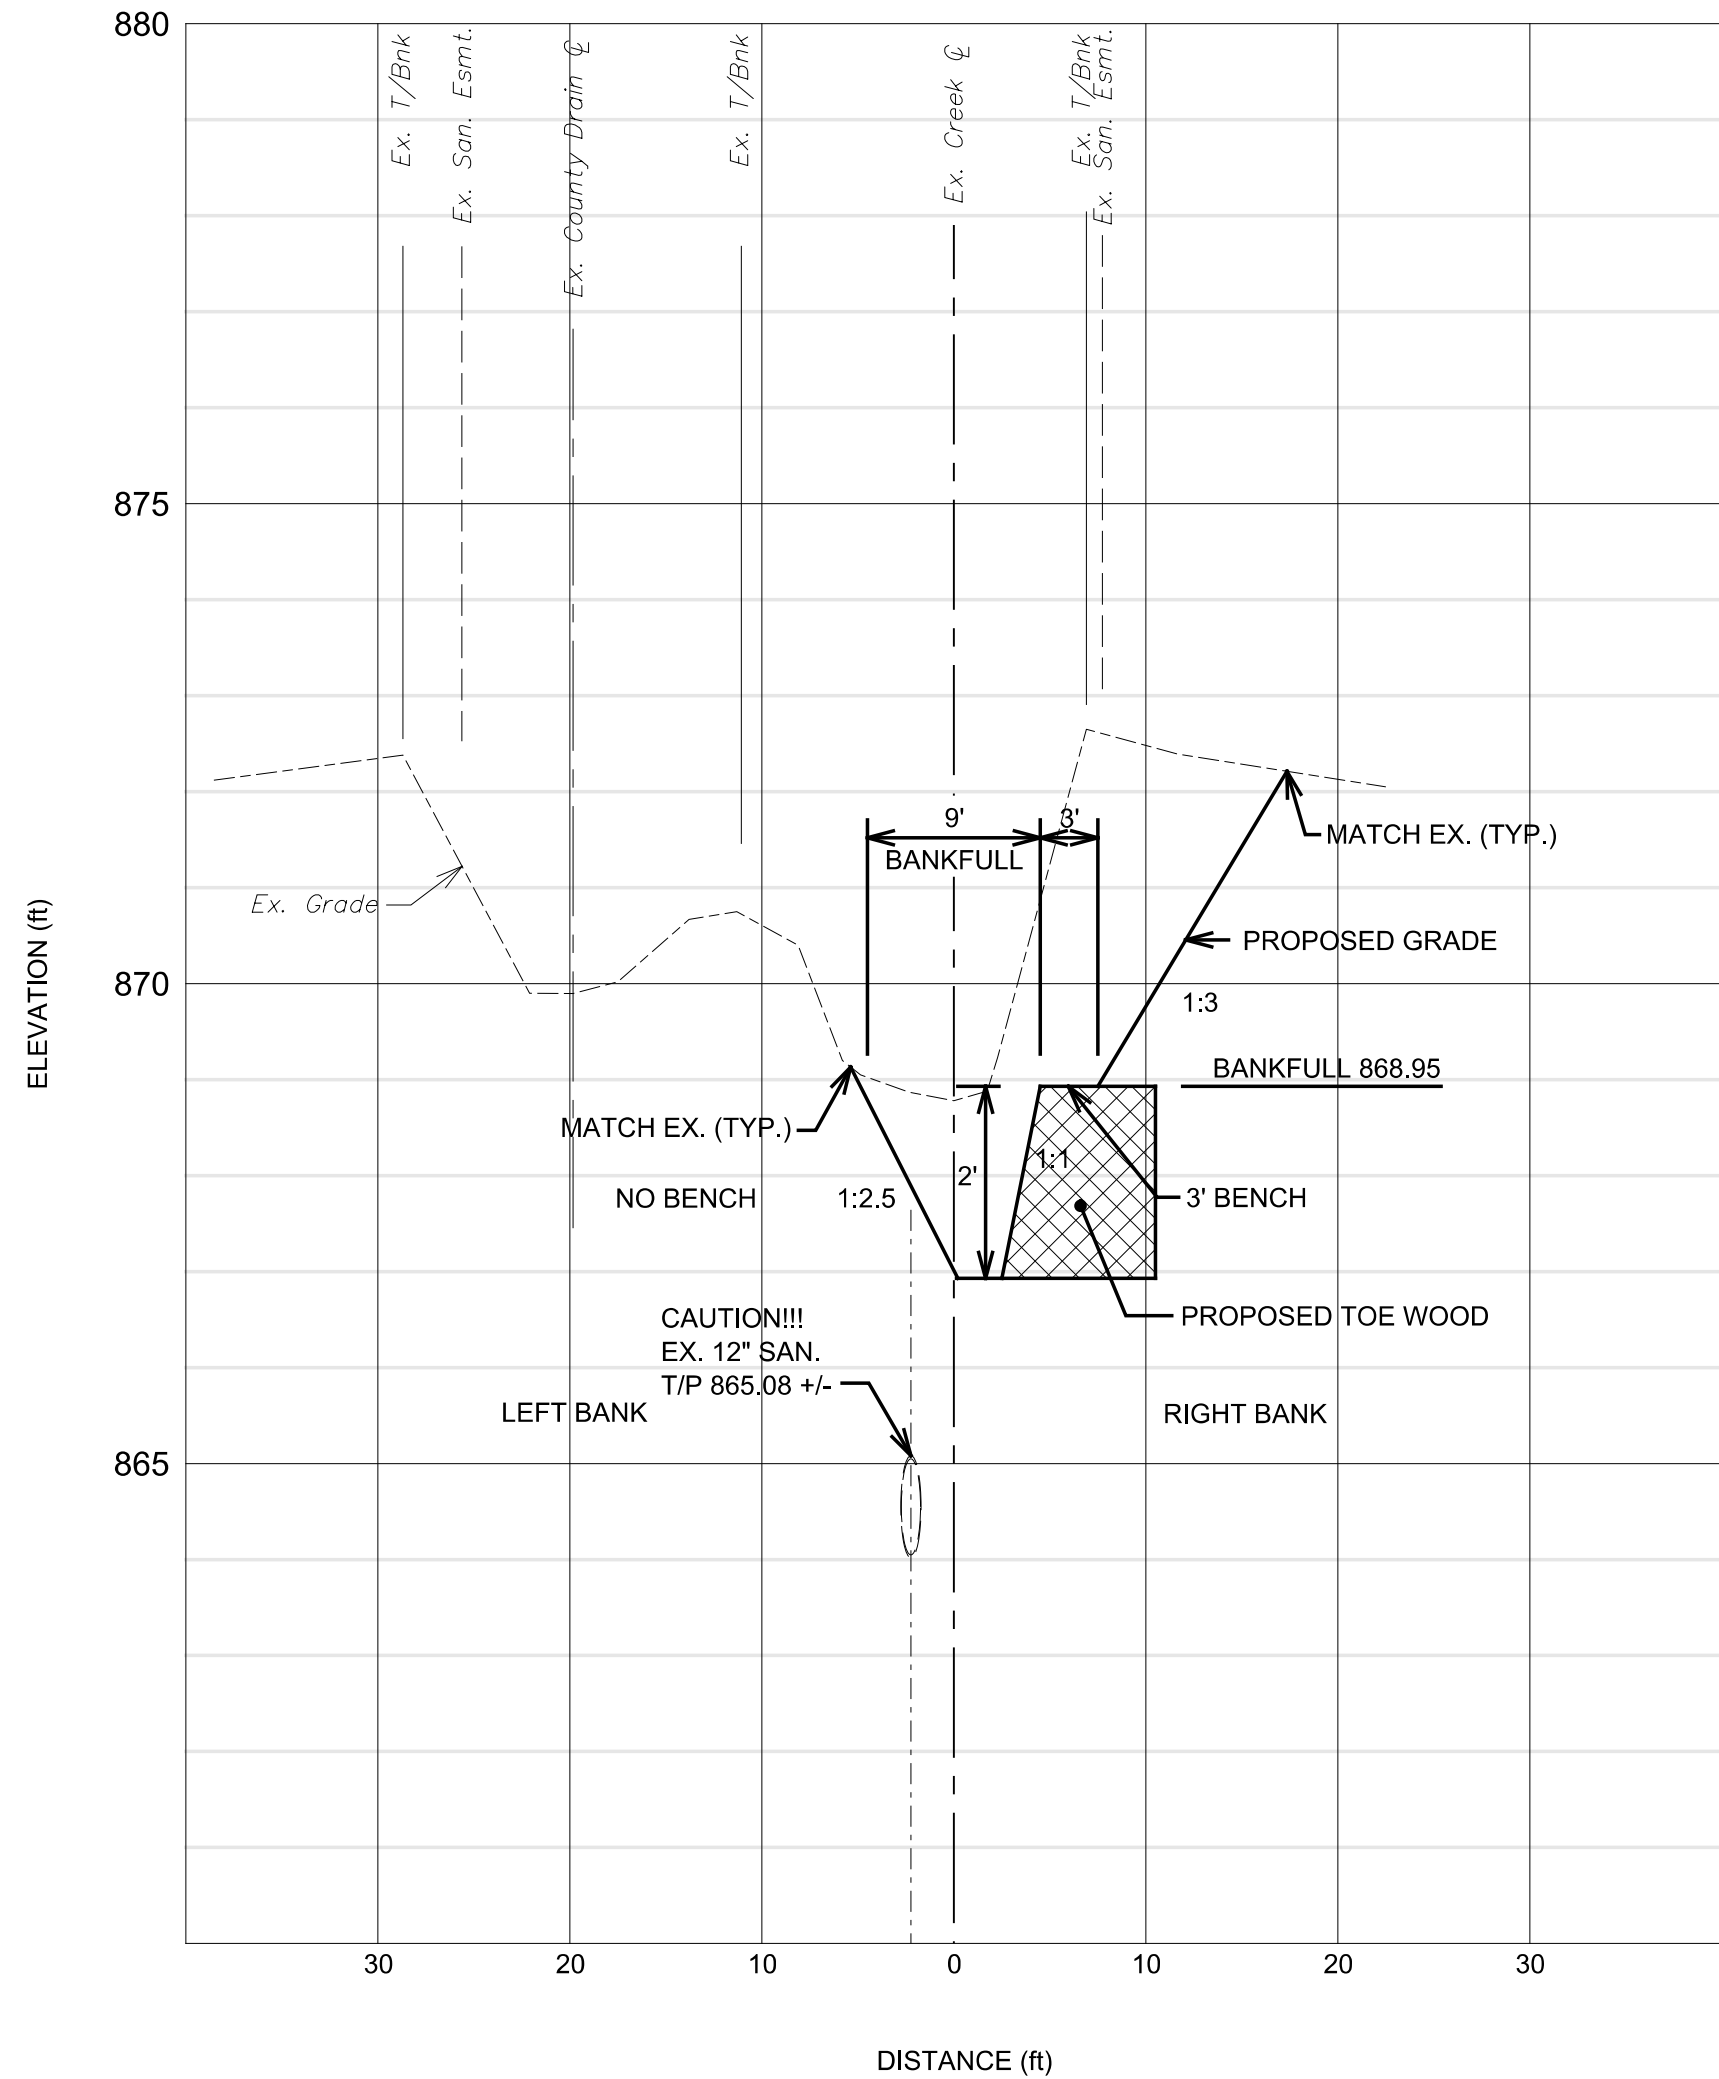 880
Ex. T/Bnk
Ex. San. Esmt.
Ex. County Drain ℄
Ex. T/Bnk
Ex. Creek ℄
Ex. T/Bnk
Ex. San. Esmt.
875
9'
3'
BANKFULL
MATCH EX. (TYP.)
Ex. Grade
PROPOSED GRADE
870
1:3
ELEVATION (ft)
BANKFULL 868.95
MATCH EX. (TYP.)
1:1
2'
NO BENCH
1:2.5
3' BENCH
CAUTION!!!
EX. 12" SAN.
T/P 865.08 +/-
PROPOSED TOE WOOD
LEFT BANK
RIGHT BANK
865
30 20 10 0 10 20 30
DISTANCE (ft)